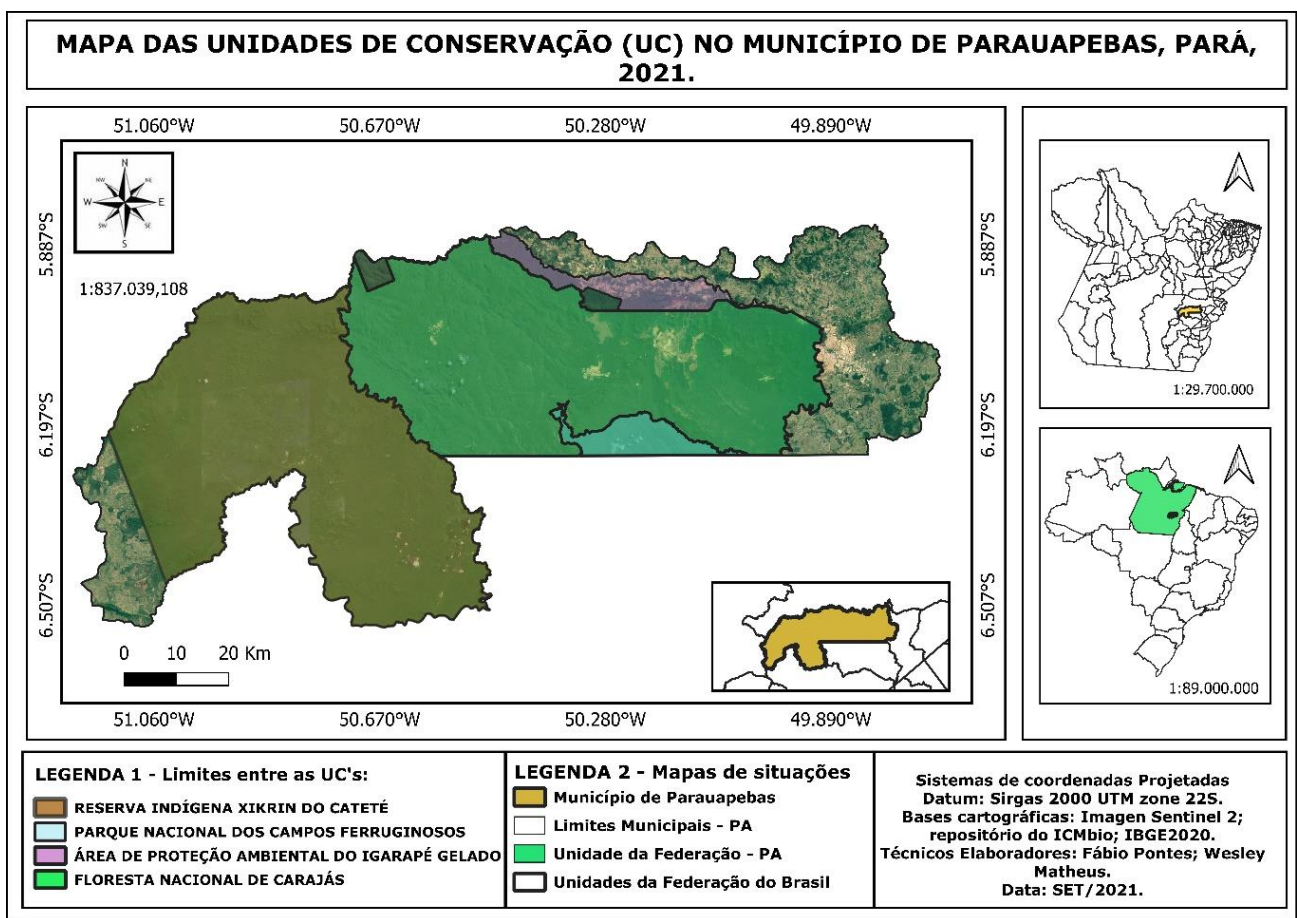 MAPA DAS UNIDADES DE CONSERVAÇÃO (UC) NO MUNICÍPIO DE PARAUAPEBAS, PARÁ,
2021.
51.060°W 50.670°W 50.280°W 49.890°W
N
NW NE
W E
SW SE
S
5.887°S
5.887°S
1:837.039,108
6.197°S
6.197°S
6.507°S
6.507°S
0 10 20 Km
51.060°W 50.670°W 50.280°W 49.890°W
1:29.700.000
1:89.000.000
LEGENDA 1 - Limites entre as UC's:
RESERVA INDÍGENA XIKRIN DO CATETÉ
PARQUE NACIONAL DOS CAMPOS FERRUGINOSOS
ÁREA DE PROTEÇÃO AMBIENTAL DO IGARAPÉ GELADO
FLORESTA NACIONAL DE CARAJÁS
LEGENDA 2 - Mapas de situações
Município de Parauapebas
Limites Municipais - PA
Unidade da Federação - PA
Unidades da Federação do Brasil
Sistemas de coordenadas Projetadas
Datum: Sirgas 2000 UTM zone 22S.
Bases cartográficas: Imagen Sentinel 2;
repositório do ICMbio; IBGE2020.
Técnicos Elaboradores: Fábio Pontes; Wesley
Matheus.
Data: SET/2021.